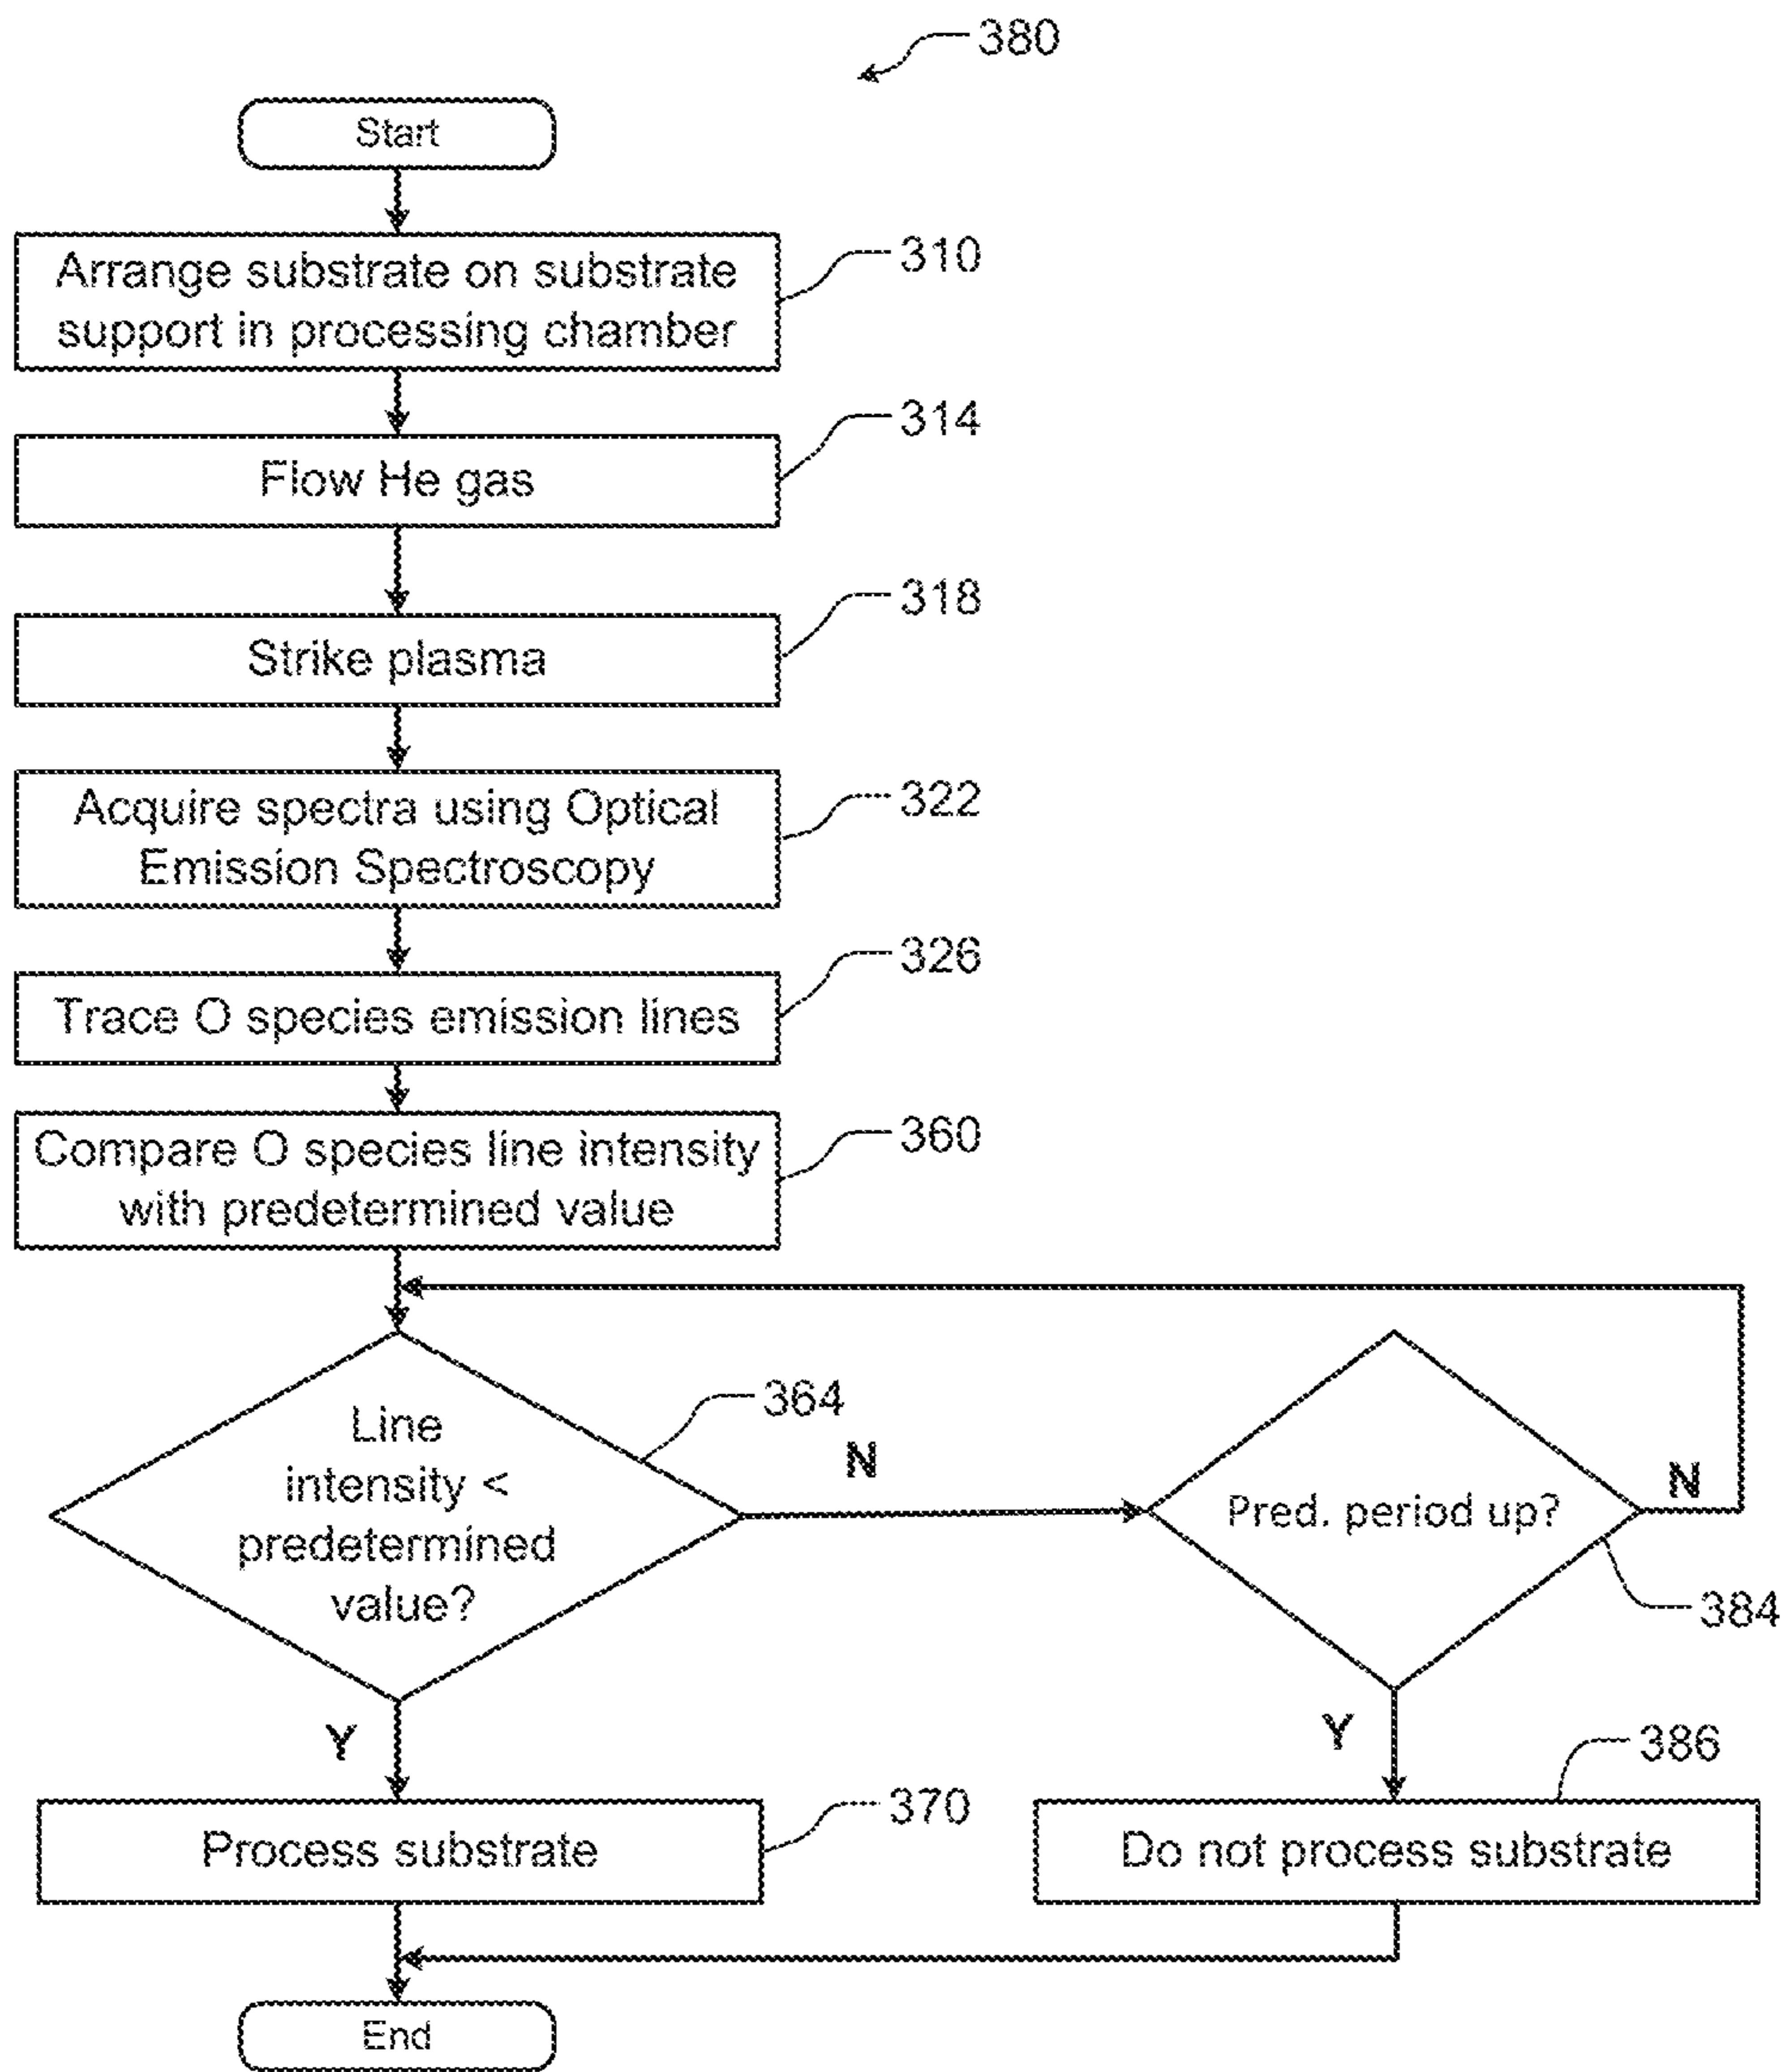 380
Start
Arrange substrate on substrate
support in processing chamber
310
Flow He gas
314
Strike plasma
318
Acquire spectra using Optical
Emission Spectroscopy
322
Trace O species emission lines
326
Compare O species line intensity
with predetermined value
360
Line
intensity <
predetermined
value?
364
N
Pred. period up?
N
384
Y
Y
Process substrate
370
Do not process substrate
386
End